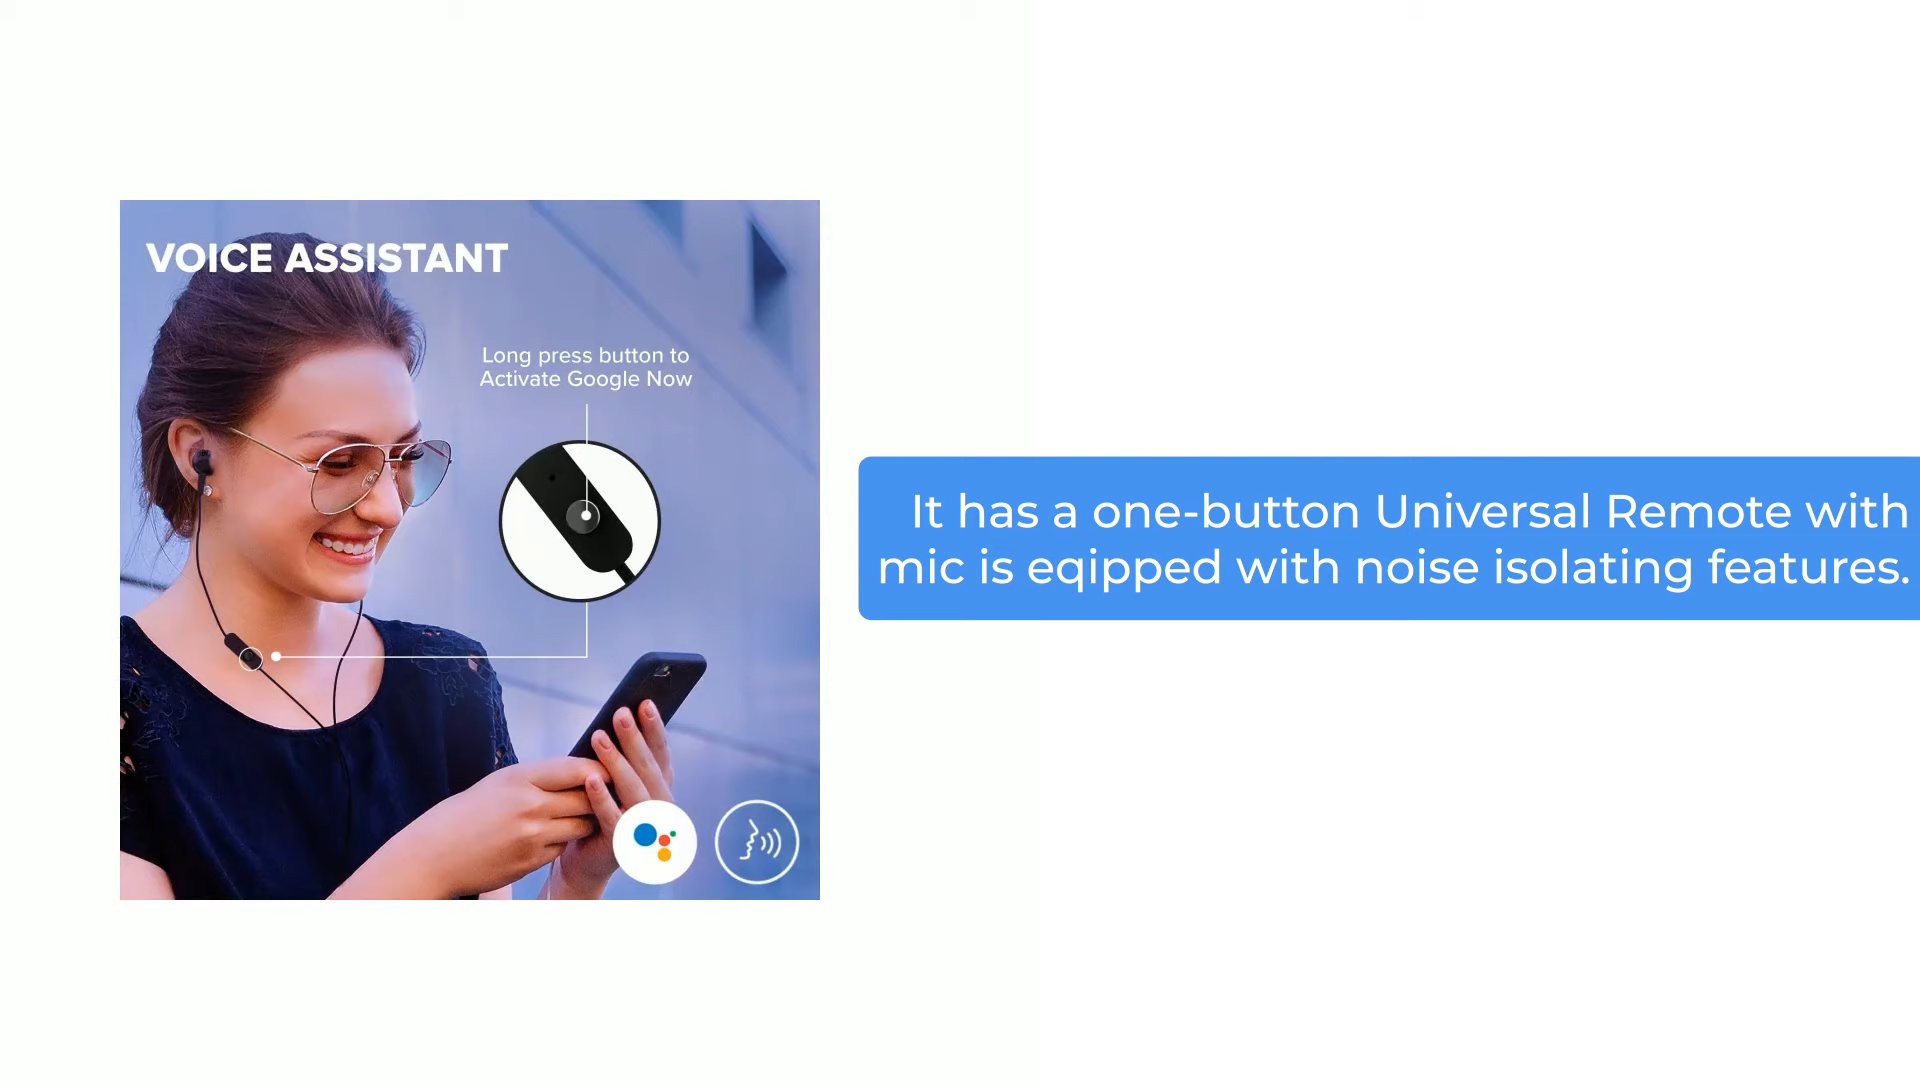 VOICE ASSISTANT
Long press button to
Activate Google Now
It has a one-button Universal Remote with
mic is eqipped with noise isolating features.